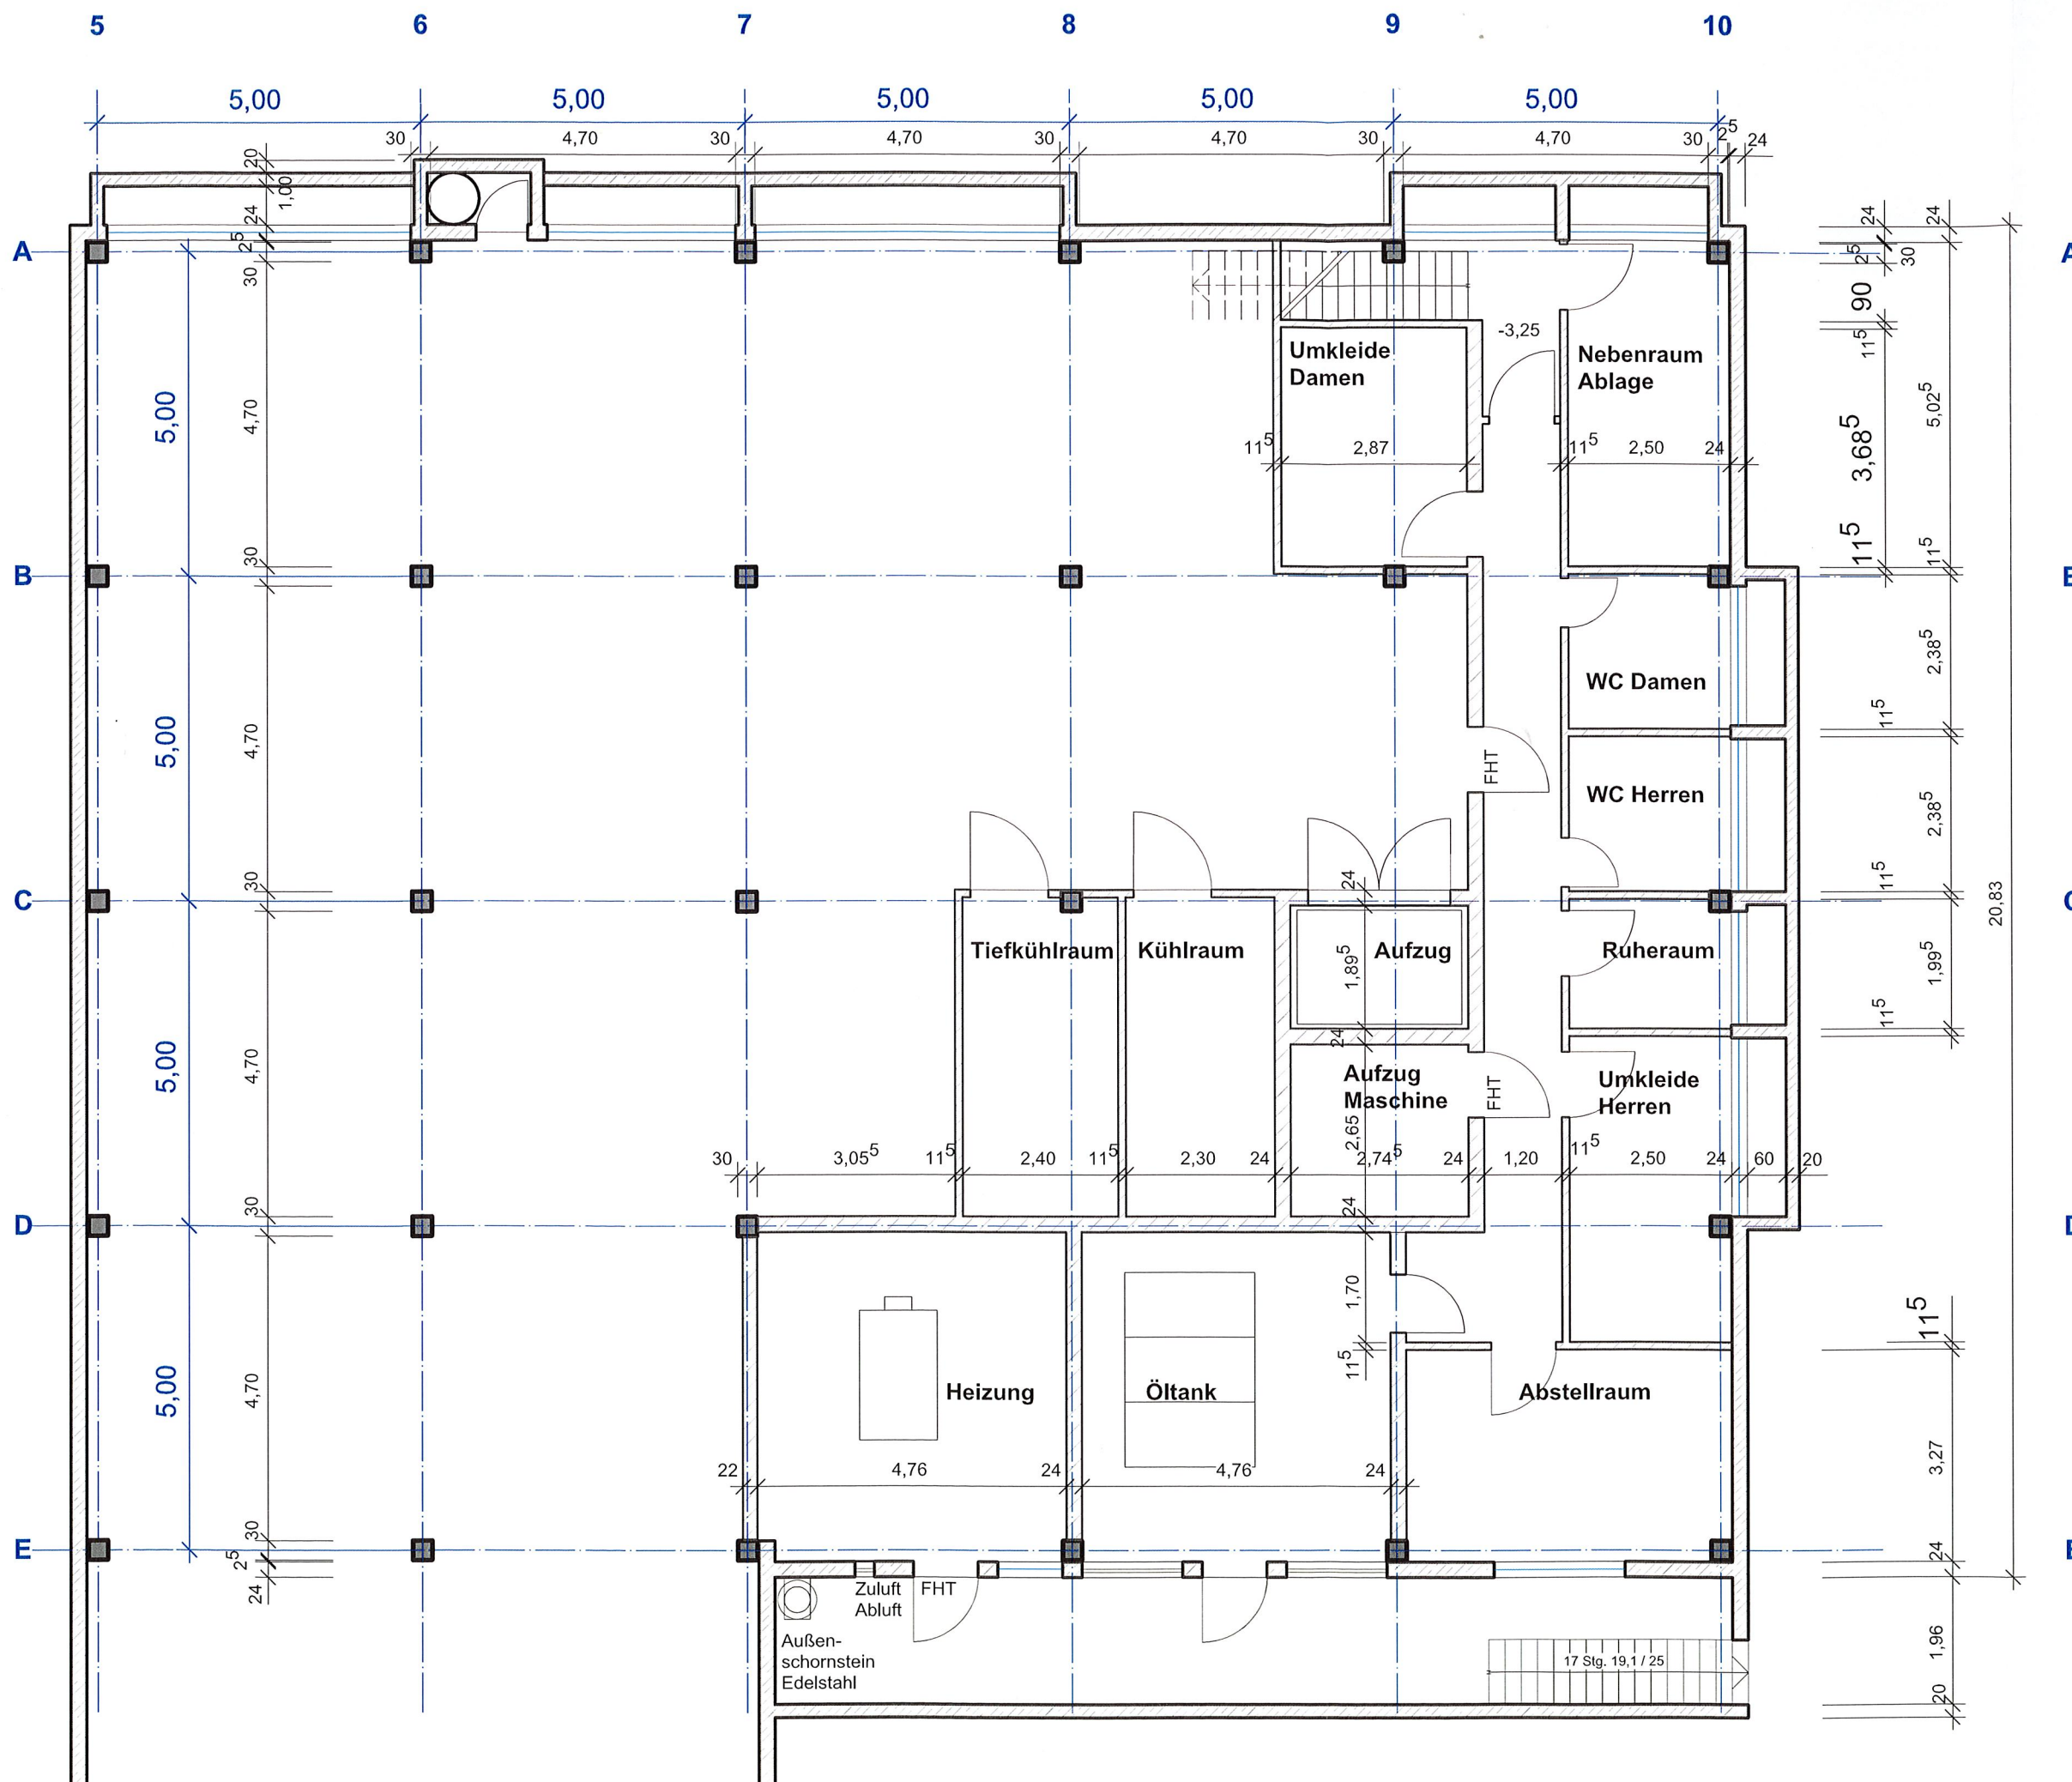 5 6 7 8 9 10
5,00 5,00 5,00 5,00 5,00
30 4,70 30 4,70 30 4,70 30 4,70 30 2⁵ 24
20
1,00
24
2⁵
30
24
2⁵
90
11⁵
3,68⁵
11⁵
24
30
5,02⁵
11⁵
A
A
-3,25
Umkleide
Damen
Nebenraum
Ablage
5,00
4,70
11⁵ 2,87
11⁵ 2,50 24
30
B
2,38⁵
WC Damen
11⁵
5,00
4,70
FHT
WC Herren
2,38⁵
30
24
11⁵
20,83
C
Tiefkühlraum
Kühlraum
1,89⁵
Aufzug
Ruheraum
1,99⁵
11⁵
24
5,00
4,70
Aufzug
Maschine
FHT
Umkleide
Herren
2,65
30 3,05⁵ 11⁵ 2,40 11⁵ 2,30 24 2,74⁵ 24 1,20 11⁵ 2,50 24 60 20
30
24
D
1,70
11⁵
11⁵
5,00
4,70
Heizung
Öltank
Abstellraum
22 4,76 24 4,76 24
3,27
30
E
2⁵
24
24
Zuluft
Abluft
FHT
Außen-
schornstein
Edelstahl
17 Stg. 19,1 / 25
1,96
20